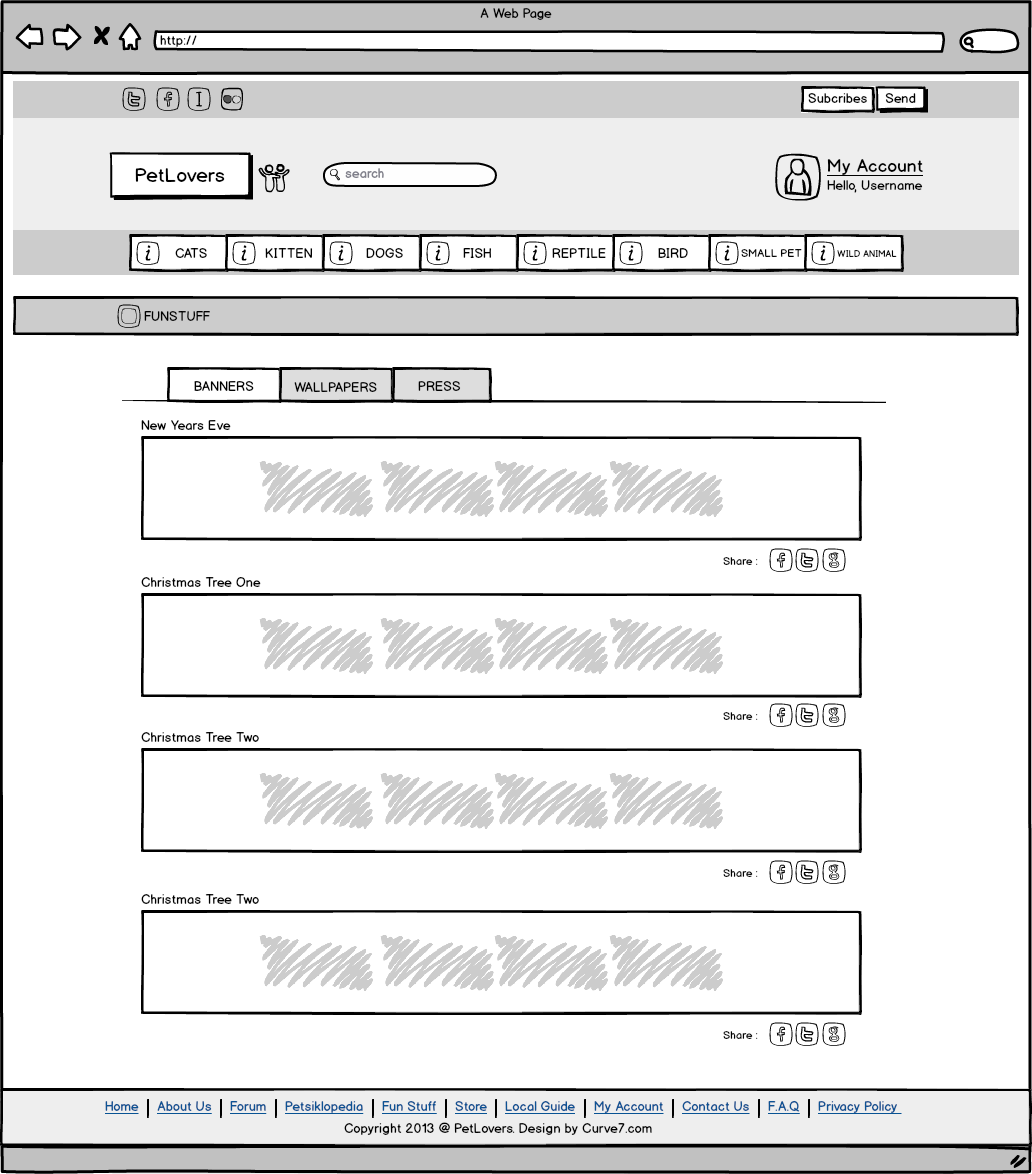 A Web Page
http://
Subcribes Send
PetLovers
search
My Account
Hello, Username
CATS KITTEN DOGS FISH REPTILE BIRD SMALL PET WILD ANIMAL
FUNSTUFF
BANNERS WALLPAPERS PRESS
New Years Eve
Share :
Christmas Tree One
Share :
Christmas Tree Two
Share :
Christmas Tree Two
Share :
Home About Us Forum Petsiklopedia Fun Stuff Store Local Guide My Account Contact Us F.A.Q Privacy Policy
Copyright 2013 @ PetLovers. Design by Curve7.com